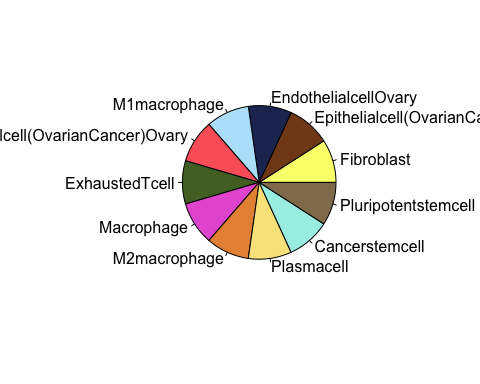 EndothelialcellOvary
M1macrophage
Epithelialcell(OvarianCa
lcell(OvarianCancer)Ovary
Fibroblast
ExhaustedTcell
Pluripotentstemcell
Macrophage
Cancerstemcell
M2macrophage
Plasmacell